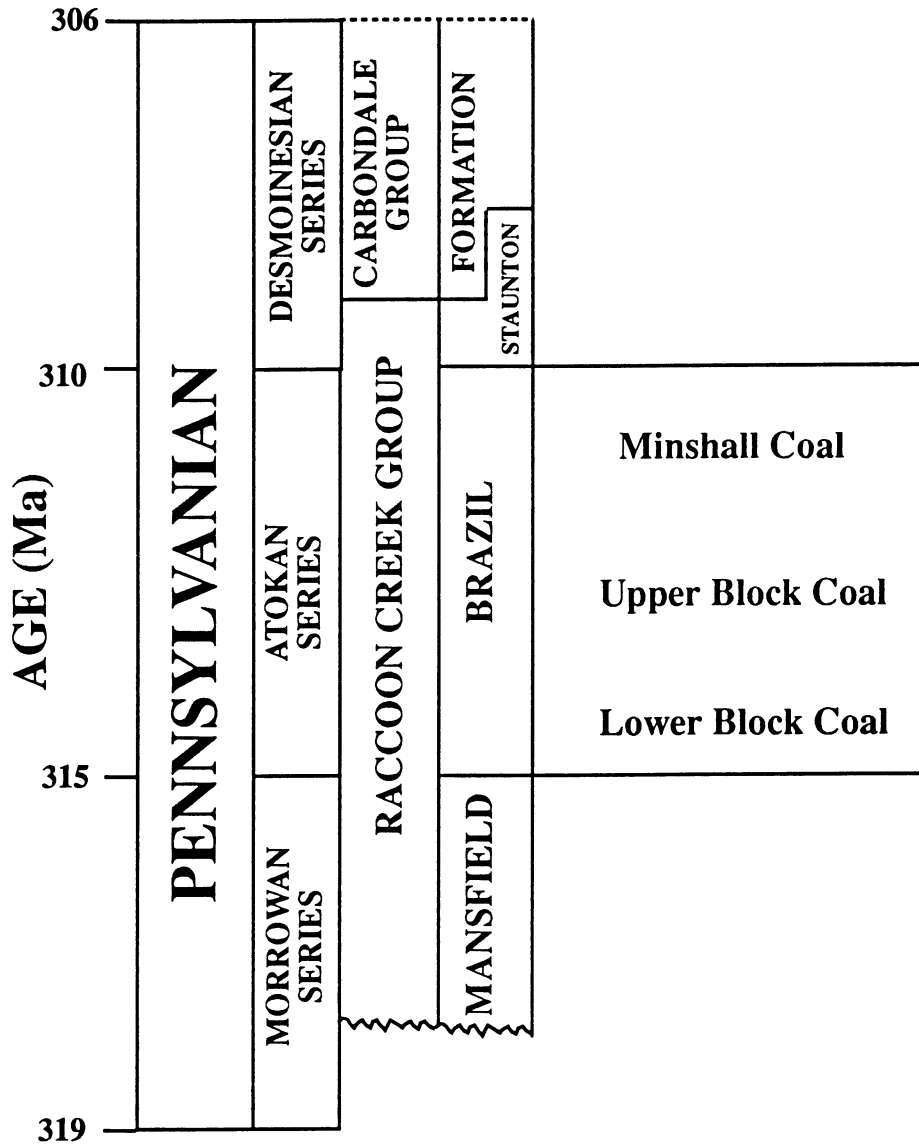 306
310
315
319
AGE (Ma)
PENNSYLVANIAN
DESMOINESIAN
SERIES
ATOKAN
SERIES
MORROWAN
SERIES
CARBONDALE
GROUP
RACCOON CREEK GROUP
FORMATION
STAUNTON
BRAZIL
MANSFIELD
Minshall Coal
Upper Block Coal
Lower Block Coal